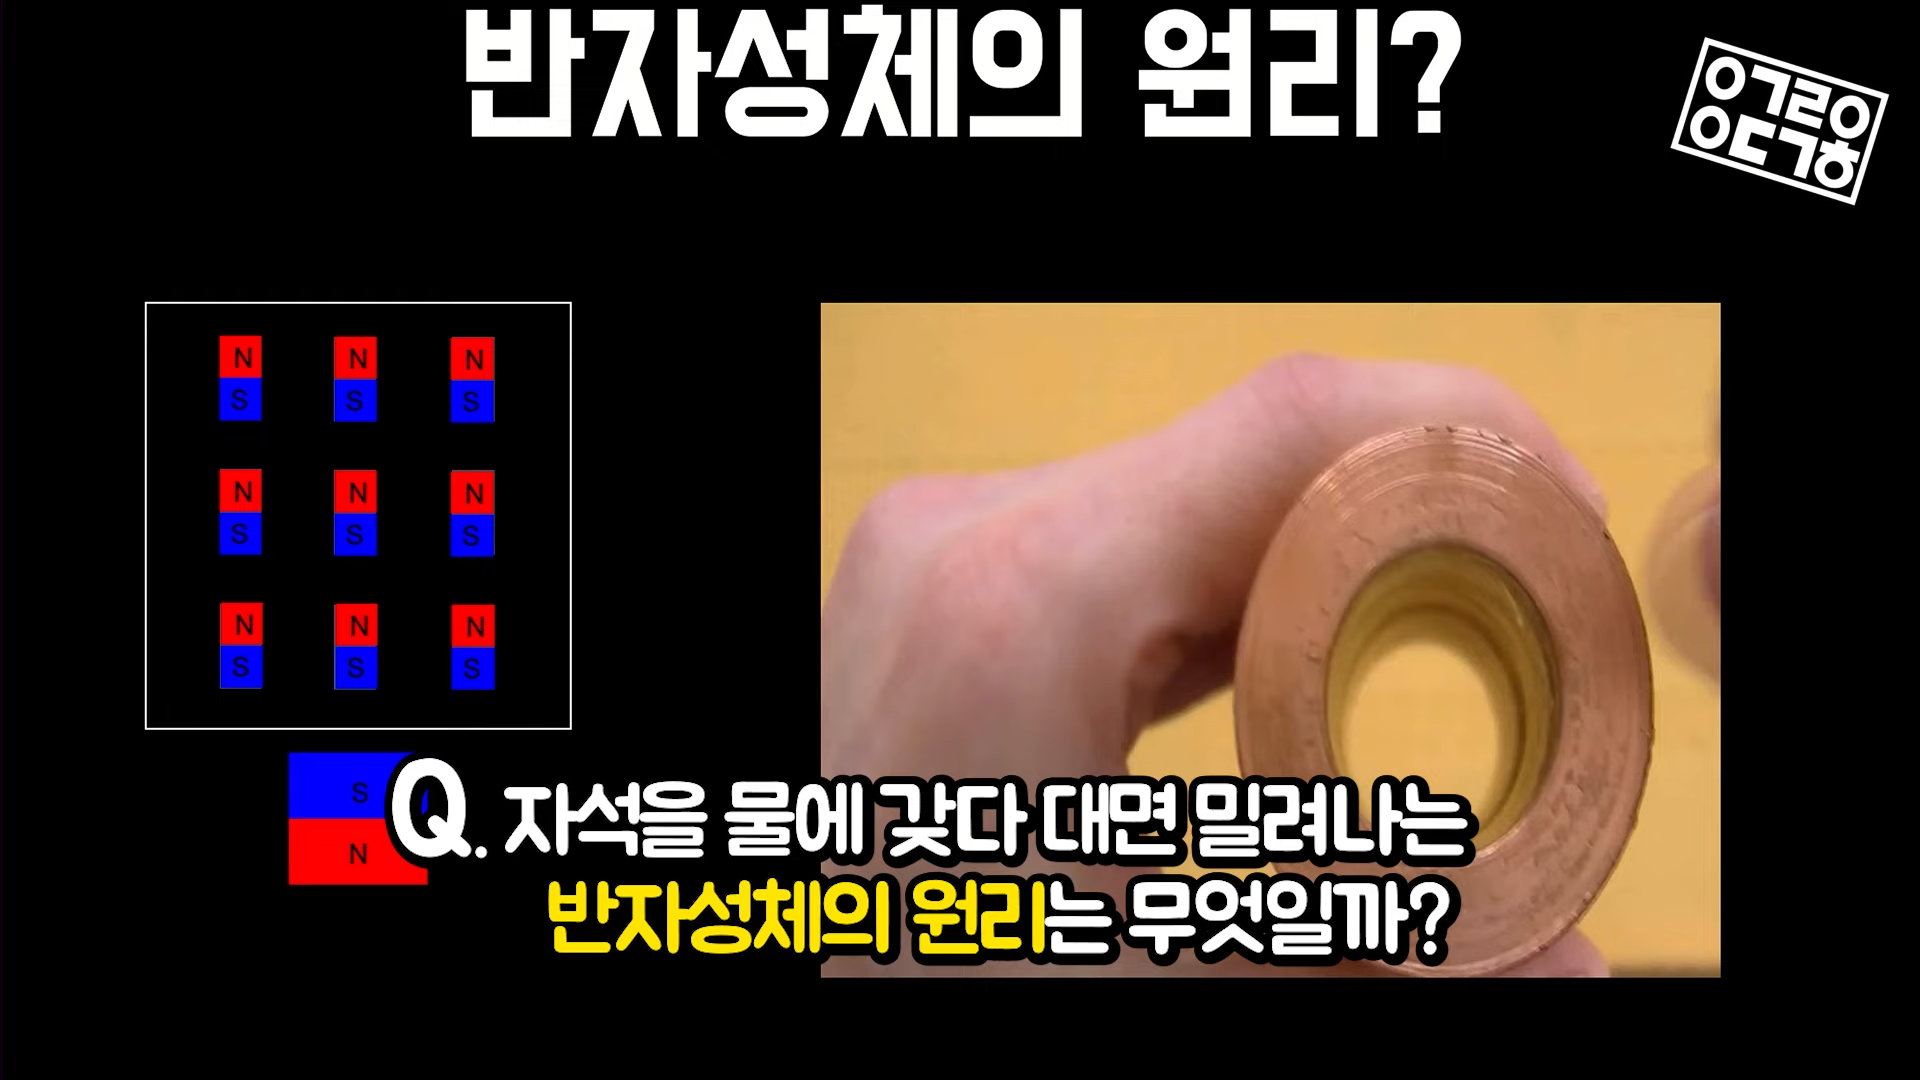 반자성체의 원리?
N N N
S S S
N N N
S S S
N N N
S S S
S
N
Q. 자석을 물에 갖다 대면 밀려나는
반자성체의 원리는 무엇일까?